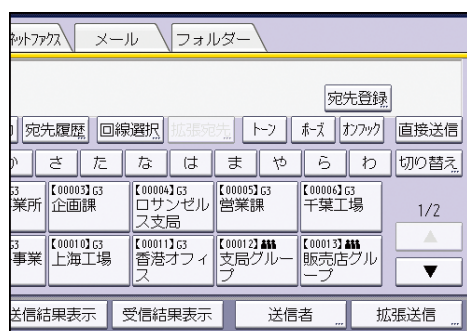 ネットファクス メール フォルダー
宛先登録
宛先履歴 回線選択 拡張宛先 トーン ポーズ オンフック 直接送信
か さ た な は ま や ら わ 切り替え
G3 【00003】G3 【00004】G3 【00005】G3 【00006】G3
業所 企画課 ロサンゼル 営業課 千葉工場 1/2
ス支局
G3 【00010】G3 【00011】G3 【00012】 【00013】
事業 上海工場 香港オフィ 支局グルー 販売店グル
ス プ ープ
送信結果表示 受信結果表示 送信者 拡張送信